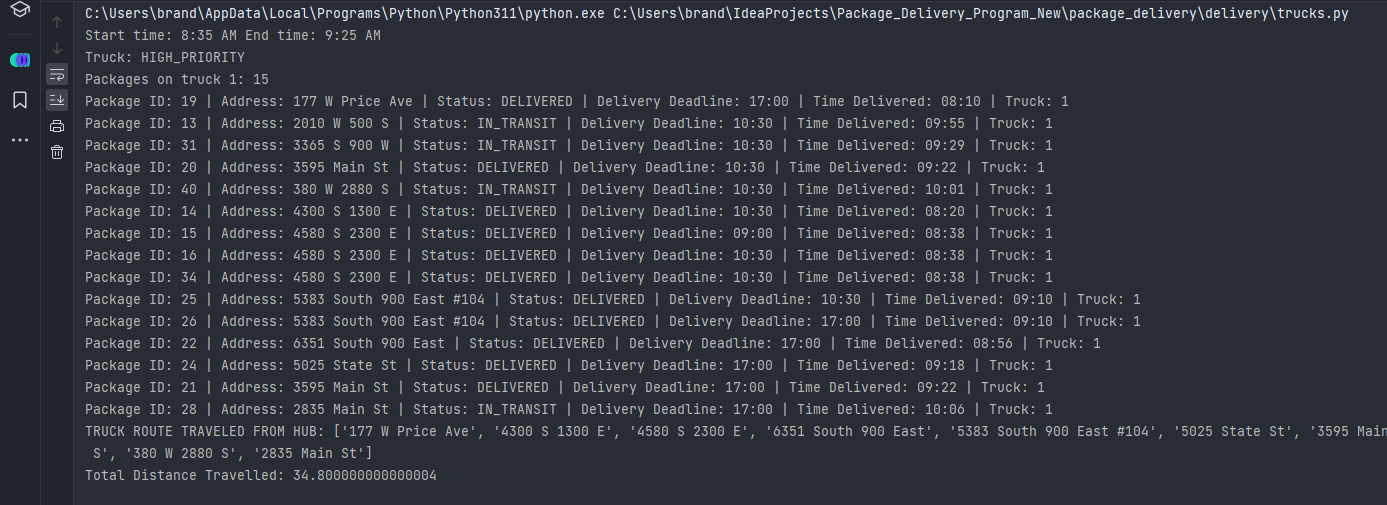 C:\Users\brand\AppData\Local\Programs\Python\Python311\python.exe C:\Users\brand\IdeaProjects\Package_Delivery_Program_New\package_delivery\delivery\trucks.py
Start time: 8:35 AM End time: 9:25 AM
Truck: HIGH_PRIORITY
Packages on truck 1: 15
Package ID: 19 | Address: 177 W Price Ave | Status: DELIVERED | Delivery Deadline: 17:00 | Time Delivered: 08:10 | Truck: 1
Package ID: 13 | Address: 2010 W 500 S | Status: IN_TRANSIT | Delivery Deadline: 10:30 | Time Delivered: 09:55 | Truck: 1
Package ID: 31 | Address: 3365 S 900 W | Status: IN_TRANSIT | Delivery Deadline: 10:30 | Time Delivered: 09:29 | Truck: 1
Package ID: 20 | Address: 3595 Main St | Status: DELIVERED | Delivery Deadline: 10:30 | Time Delivered: 09:22 | Truck: 1
Package ID: 40 | Address: 380 W 2880 S | Status: IN_TRANSIT | Delivery Deadline: 10:30 | Time Delivered: 10:01 | Truck: 1
Package ID: 14 | Address: 4300 S 1300 E | Status: DELIVERED | Delivery Deadline: 10:30 | Time Delivered: 08:20 | Truck: 1
Package ID: 15 | Address: 4580 S 2300 E | Status: DELIVERED | Delivery Deadline: 09:00 | Time Delivered: 08:38 | Truck: 1
Package ID: 16 | Address: 4580 S 2300 E | Status: DELIVERED | Delivery Deadline: 10:30 | Time Delivered: 08:38 | Truck: 1
Package ID: 34 | Address: 4580 S 2300 E | Status: DELIVERED | Delivery Deadline: 10:30 | Time Delivered: 08:38 | Truck: 1
Package ID: 25 | Address: 5383 South 900 East #104 | Status: DELIVERED | Delivery Deadline: 10:30 | Time Delivered: 09:10 | Truck: 1
Package ID: 26 | Address: 5383 South 900 East #104 | Status: DELIVERED | Delivery Deadline: 17:00 | Time Delivered: 09:10 | Truck: 1
Package ID: 22 | Address: 6351 South 900 East | Status: DELIVERED | Delivery Deadline: 17:00 | Time Delivered: 08:56 | Truck: 1
Package ID: 24 | Address: 5025 State St | Status: DELIVERED | Delivery Deadline: 17:00 | Time Delivered: 09:18 | Truck: 1
Package ID: 21 | Address: 3595 Main St | Status: DELIVERED | Delivery Deadline: 17:00 | Time Delivered: 09:22 | Truck: 1
Package ID: 28 | Address: 2835 Main St | Status: IN_TRANSIT | Delivery Deadline: 17:00 | Time Delivered: 10:06 | Truck: 1
TRUCK ROUTE TRAVELED FROM HUB: ['177 W Price Ave', '4300 S 1300 E', '4580 S 2300 E', '6351 South 900 East', '5383 South 900 East #104', '5025 State St', '3595 Main
S', '380 W 2880 S', '2835 Main St']
Total Distance Travelled: 34.800000000000004